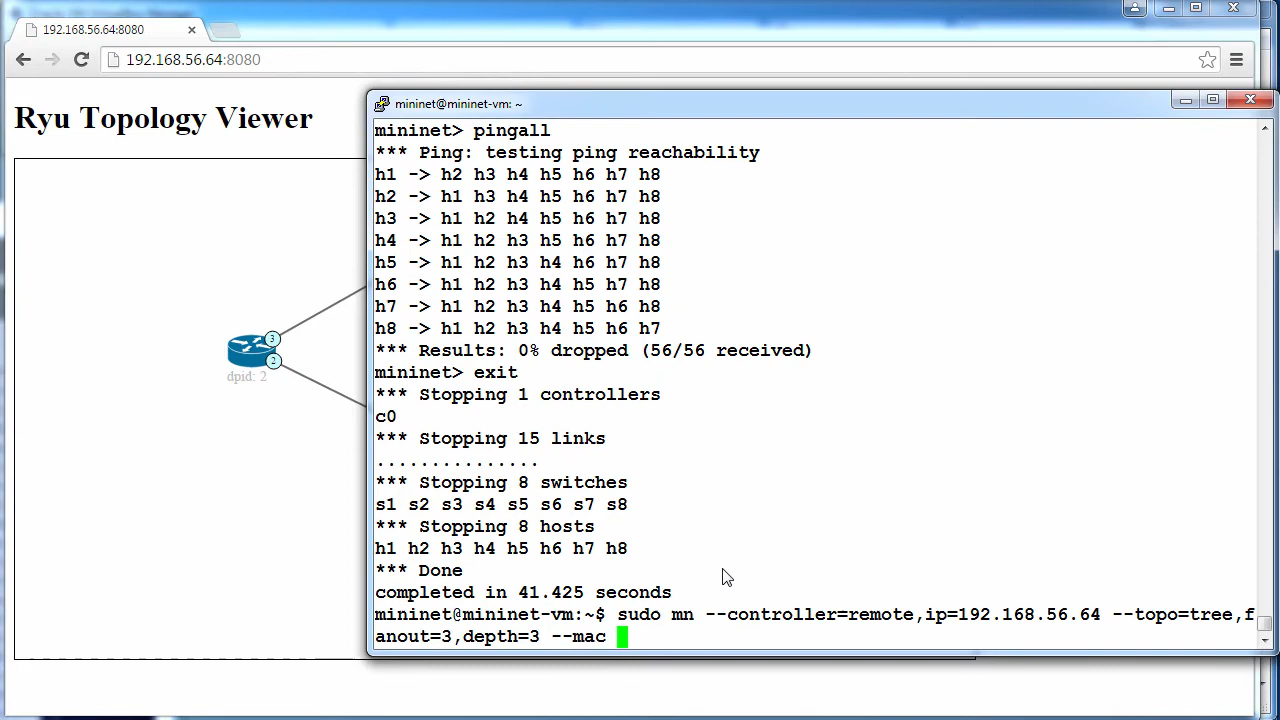 192.168.56.64:8080
192.168.56.64:8080
Ryu Topology Viewer
3
2
dpid: 2
mininet@mininet-vm: ~
mininet> pingall
*** Ping: testing ping reachability
h1 -> h2 h3 h4 h5 h6 h7 h8
h2 -> h1 h3 h4 h5 h6 h7 h8
h3 -> h1 h2 h4 h5 h6 h7 h8
h4 -> h1 h2 h3 h5 h6 h7 h8
h5 -> h1 h2 h3 h4 h6 h7 h8
h6 -> h1 h2 h3 h4 h5 h7 h8
h7 -> h1 h2 h3 h4 h5 h6 h8
h8 -> h1 h2 h3 h4 h5 h6 h7
*** Results: 0% dropped (56/56 received)
mininet> exit
*** Stopping 1 controllers
c0
*** Stopping 15 links
...............
*** Stopping 8 switches
s1 s2 s3 s4 s5 s6 s7 s8
*** Stopping 8 hosts
h1 h2 h3 h4 h5 h6 h7 h8
*** Done
completed in 41.425 seconds
mininet@mininet-vm:~$ sudo mn --controller=remote,ip=192.168.56.64 --topo=tree,f
anout=3,depth=3 --mac